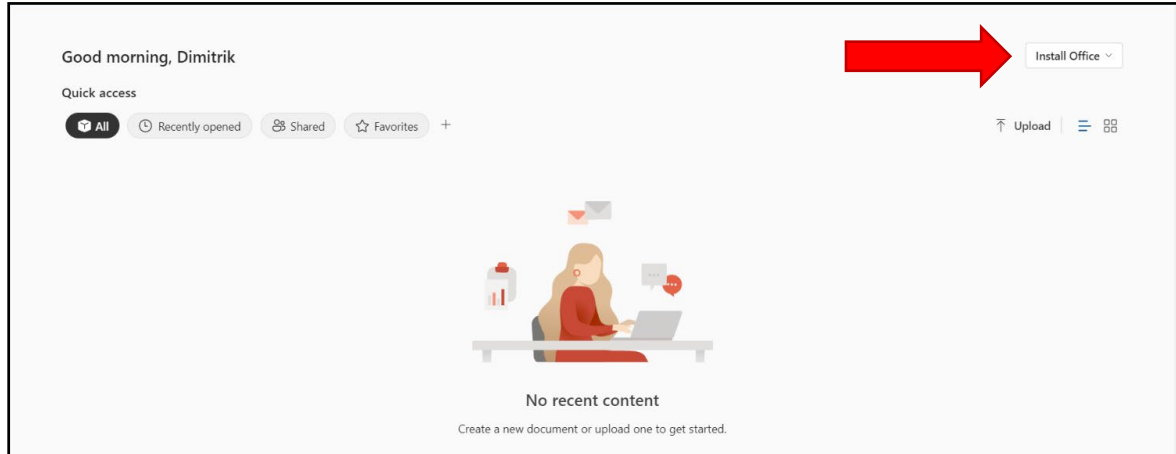 Good morning, Dimitrik
Install Office
Quick access
All Recently opened Shared Favorites +
Upload
No recent content
Create a new document or upload one to get started.